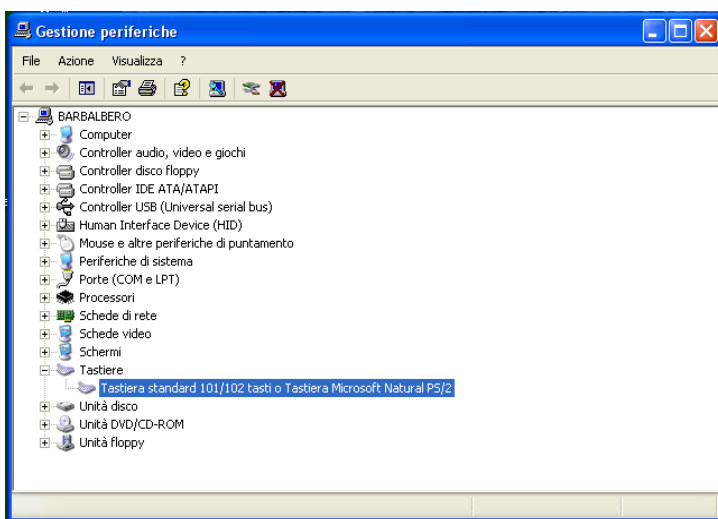 Gestione periferiche
File Azione Visualizza ?
BARBALBERO
Computer
Controller audio, video e giochi
Controller disco floppy
Controller IDE ATA/ATAPI
Controller USB (Universal serial bus)
Human Interface Device (HID)
Mouse e altre periferiche di puntamento
Periferiche di sistema
Porte (COM e LPT)
Processori
Schede di rete
Schede video
Schermi
Tastiere
Tastiera standard 101/102 tasti o Tastiera Microsoft Natural PS/2
Unità disco
Unità DVD/CD-ROM
Unità floppy